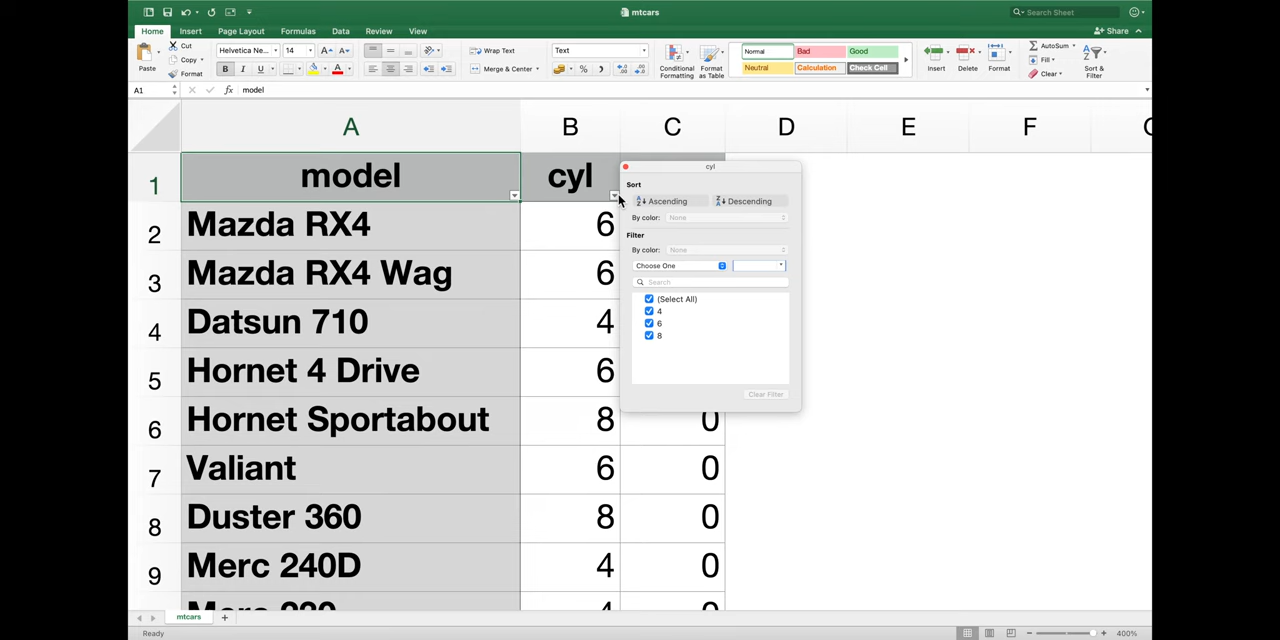 mtcars
Search Sheet
Home Insert Page Layout Formulas Data Review View Share
Paste Cut Copy Format
Helvetica Ne... 14 A A
B I U A
Wrap Text
Merge & Center
Text
%
Conditional Formatting
Format as Table
Normal Bad Good
Neutral Calculation Check Cell
Insert Delete Format
AutoSum
Fill
Clear
Sort & Filter
A1 fx model
A B C D E F
1 model cyl
2 Mazda RX4 6
3 Mazda RX4 Wag 6
4 Datsun 710 4
5 Hornet 4 Drive 6
6 Hornet Sportabout 8 0
7 Valiant 6 0
8 Duster 360 8 0
9 Merc 240D 4 0
cyl
Sort
Ascending Descending
By color: None
Filter
By color: None
Choose One
Search
(Select All)
4
6
8
Clear Filter
mtcars
Ready 400%